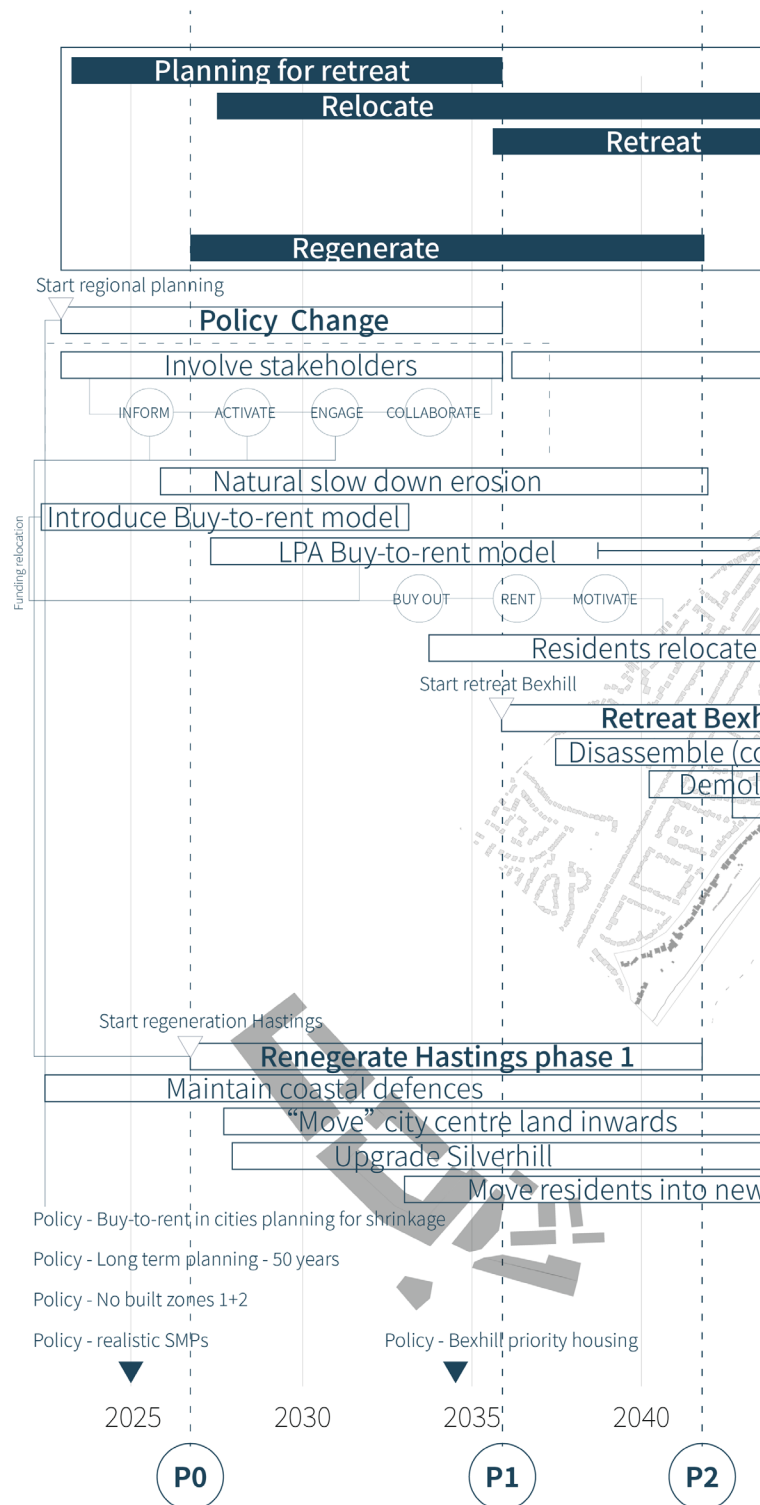 Planning for retreat
Relocate
Retreat
Regenerate
Start regional planning
Policy Change
Involve stakeholders
INFORM
ACTIVATE
ENGAGE
COLLABORATE
Natural slow down erosion
Introduce Buy-to-rent model
LPA Buy-to-rent model
Funding relocation
BUY OUT
RENT
MOTIVATE
Residents relocate
Start retreat Bexhill
Retreat Bexh
Disassemble (co
Demol
Start regeneration Hastings
Renegerate Hastings phase 1
Maintain coastal defences
“Move” city centre land inwards
Upgrade Silverhill
Move residents into new
Policy - Buy-to-rent in cities planning for shrinkage
Policy - Long term planning - 50 years
Policy - No built zones 1+2
Policy - realistic SMPs
Policy - Bexhill priority housing
2025
2030
2035
2040
P0
P1
P2